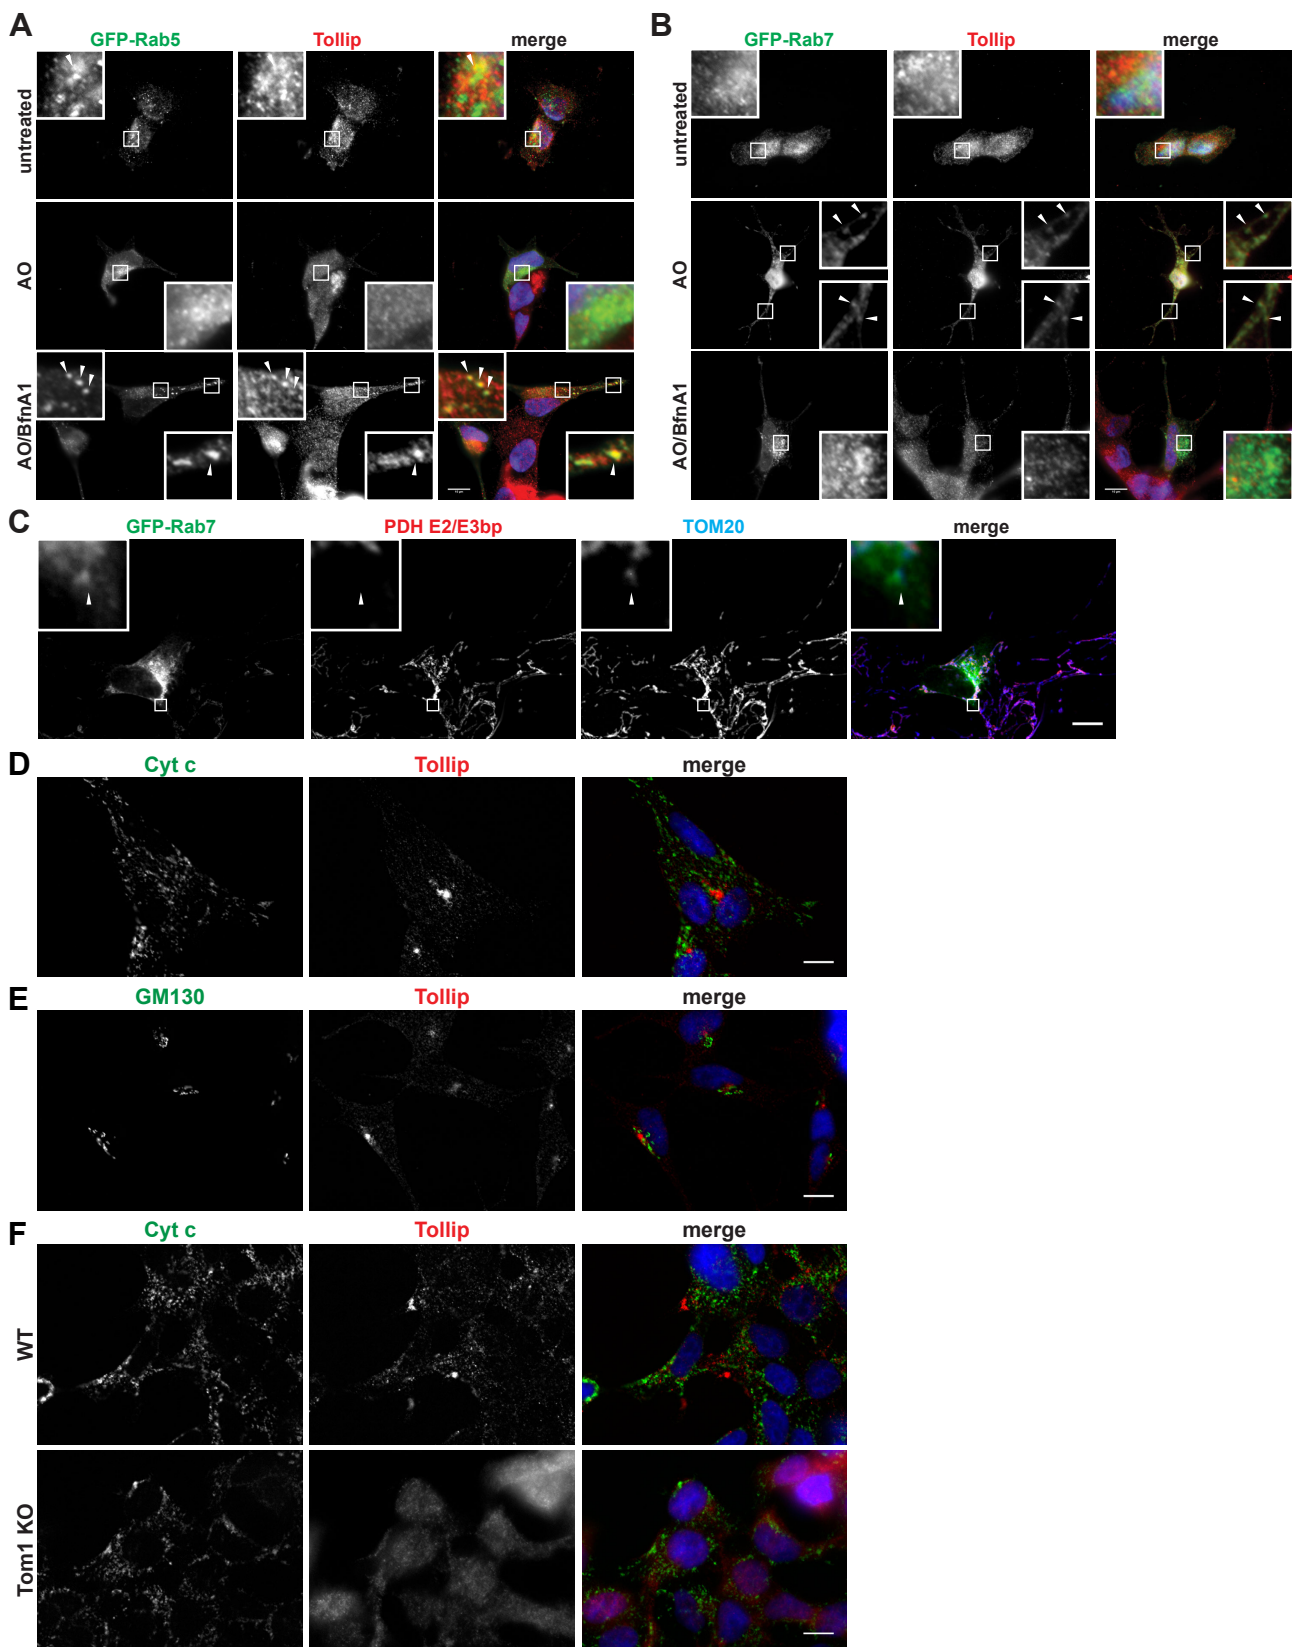 A
GFP-Rab5 Tollip merge
untreated
AO
AO/BfnA1
B
GFP-Rab7 Tollip merge
untreated
AO
AO/BfnA1
C
GFP-Rab7 PDH E2/E3bp TOM20 merge
D
Cyt c Tollip merge
E
GM130 Tollip merge
F
Cyt c Tollip merge
WT
Tom1 KO